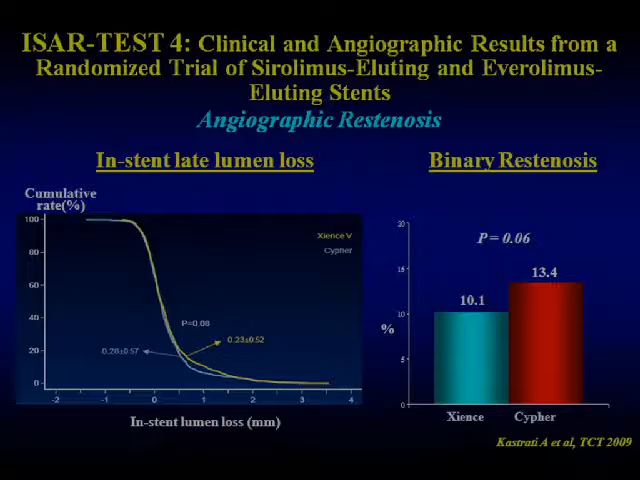 ISAR-TEST 4: Clinical and Angiographic Results from a
Randomized Trial of Sirolimus-Eluting and Everolimus-
Eluting Stents
Angiographic Restenosis
In-stent late lumen loss
Binary Restenosis
Cumulative
rate(%)
100
80
60
40
20
0
-2
-1
0
1
2
3
4
Xience V
Cypher
P=0.08
0.26±0.57
0.23±0.52
In-stent lumen loss (mm)
20
15
10
5
0
%
P = 0.06
10.1
13.4
Xience
Cypher
Kastrati A et al, TCT 2009